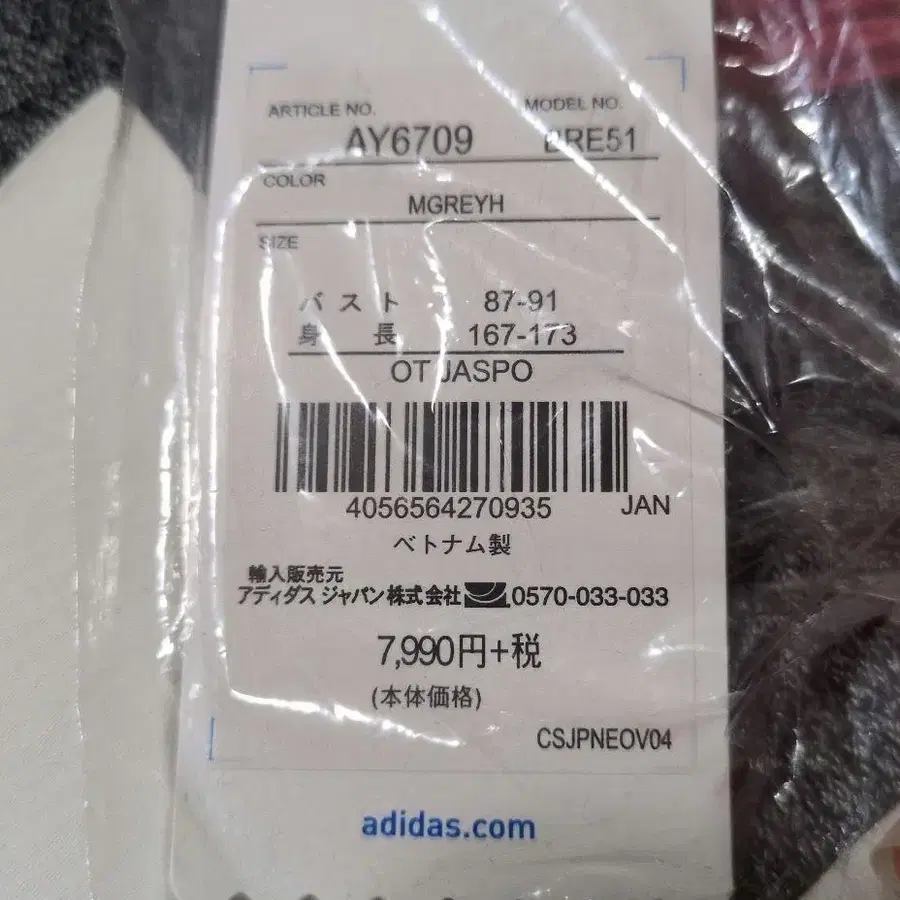 ARTICLE NO. MODEL NO.
AY6709 BRE51
COLOR
MGREYH
SIZE
バスト 87-91
身長 167-173
OT JASPO
4056564270935 JAN
ベトナム製
輸入販売元
アディダス ジャパン株式会社 0570-033-033
7,990円+税
(本体価格)
CSJPNEOV04
adidas.com